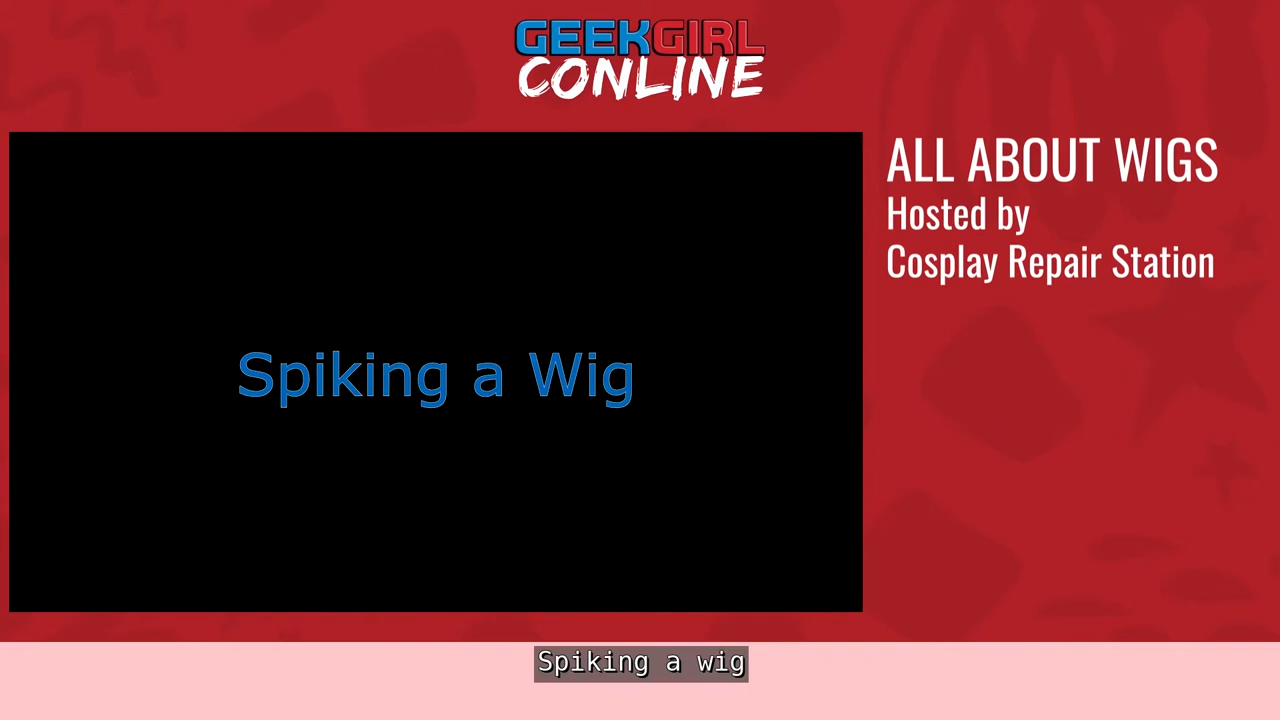 GEEKGIRL
CONLINE
ALL ABOUT WIGS
Hosted by
Cosplay Repair Station
Spiking a Wig
Spiking a wig